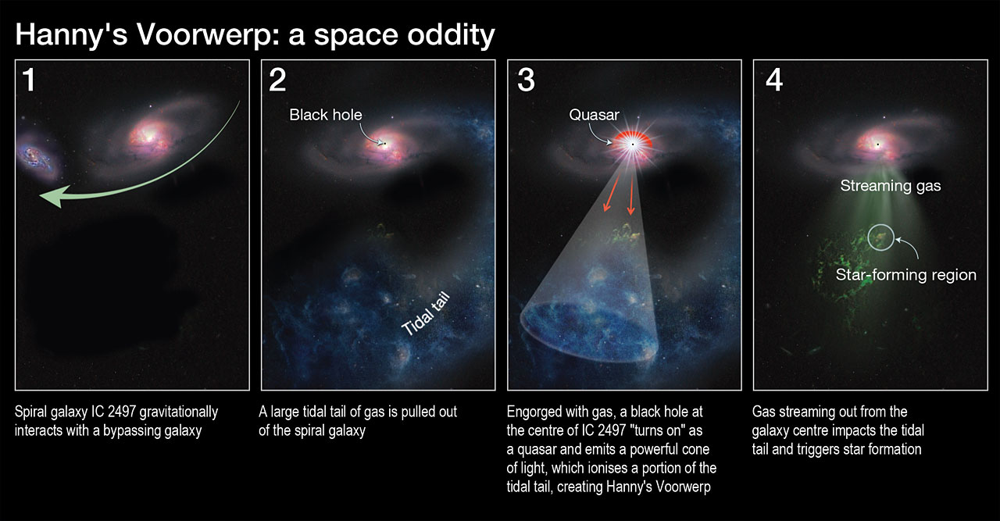 Hanny's Voorwerp: a space oddity
1
2
Black hole
Tidal tail
3
Quasar
4
Streaming gas
Star-forming region
Spiral galaxy IC 2497 gravitationally
interacts with a bypassing galaxy
A large tidal tail of gas is pulled out
of the spiral galaxy
Engorged with gas, a black hole at
the centre of IC 2497 "turns on" as
a quasar and emits a powerful cone
of light, which ionises a portion of the
tidal tail, creating Hanny's Voorwerp
Gas streaming out from the
galaxy centre impacts the tidal
tail and triggers star formation